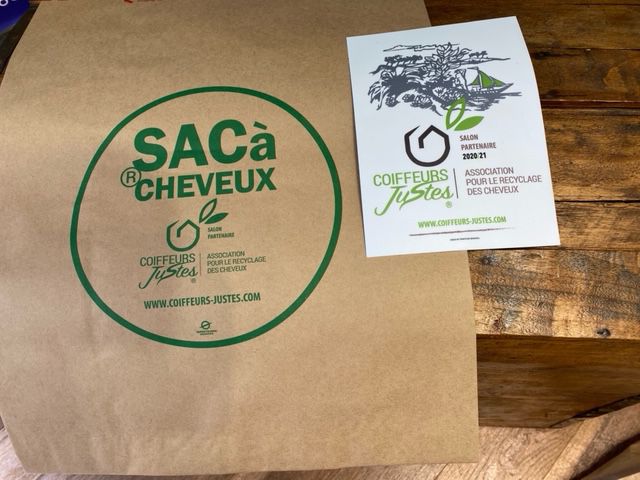 SACà
® CHEVEUX
SALON
PARTENAIRE
COIFFEURS
Justes®
ASSOCIATION
POUR LE RECYCLAGE
DES CHEVEUX
WWW.COIFFEURS-JUSTES.COM
SALON
PARTENAIRE
2020/21
COIFFEURS
Justes®
ASSOCIATION
POUR LE RECYCLAGE
DES CHEVEUX
WWW.COIFFEURS-JUSTES.COM